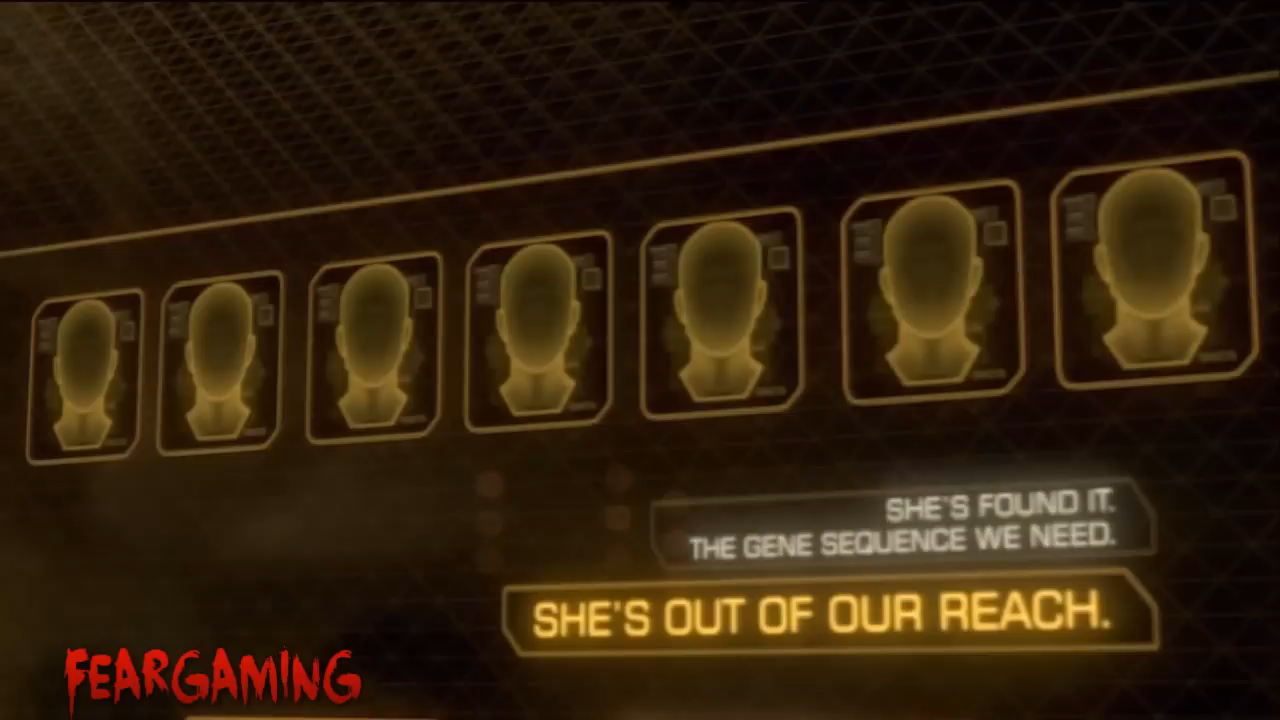 SHE'S FOUND IT.
THE GENE SEQUENCE WE NEED.
SHE'S OUT OF OUR REACH.
FEARGAMING